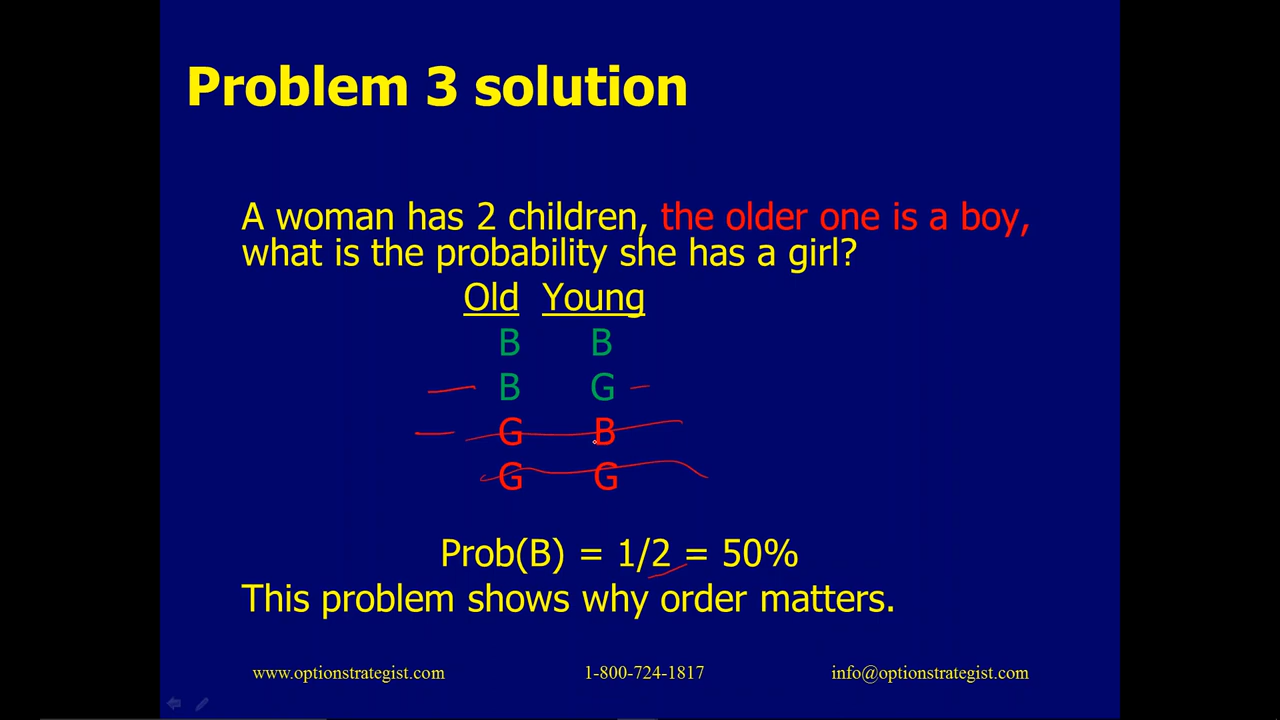 Problem 3 solution
A woman has 2 children, the older one is a boy,
what is the probability she has a girl?
Old Young
B B
B G
G B
G G
Prob(B) = 1/2 = 50%
This problem shows why order matters.
www.optionstrategist.com 1-800-724-1817 info@optionstrategist.com